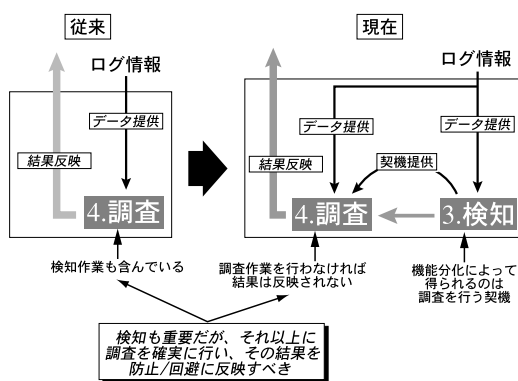 従来
ログ情報
データ提供
結果反映
4.調査
検知作業も含んでいる
現在
ログ情報
データ提供
データ提供
結果反映
契機提供
4.調査
3.検知
調査作業を行わなければ
結果は反映されない
機能分化によって
得られるのは
調査を行う契機
検知も重要だが、それ以上に
調査を確実に行い、その結果を
防止/回避に反映すべき